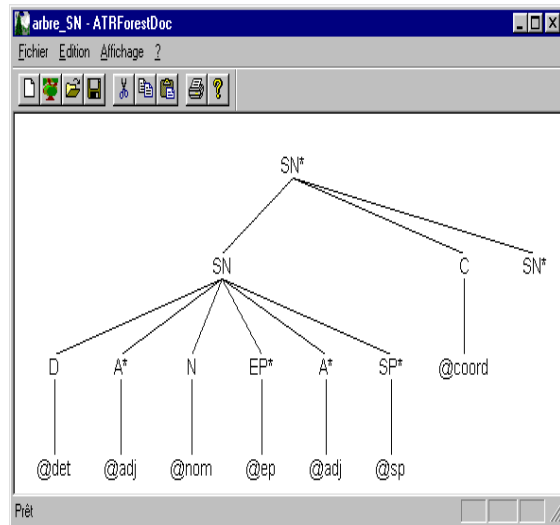 arbre_SN - ATRForestDoc
Fichier Edition Affichage ?
SN*
SN C SN*
D A* N EP* A* SP* @coord
@det @adj @nom @ep @adj @sp
Prêt